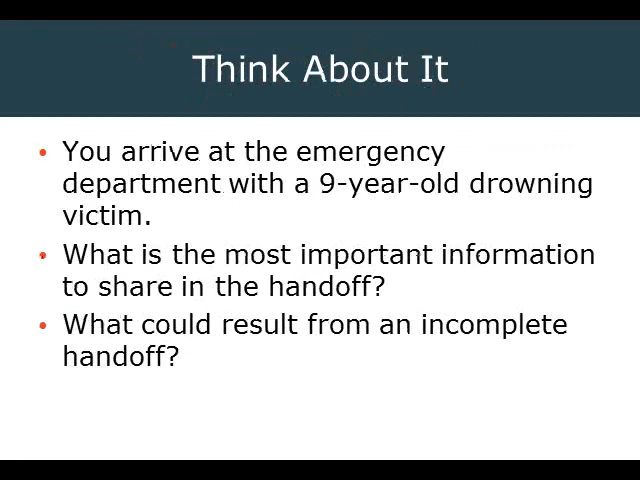 Think About It
• You arrive at the emergency
department with a 9-year-old drowning
victim.
• What is the most important information
to share in the handoff?
• What could result from an incomplete
handoff?